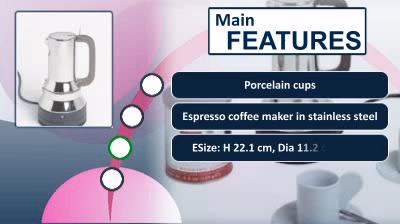 Main
FEATURES
Porcelain cups
Espresso coffee maker in stainless steel
ESize: H 22.1 cm, Dia 11.2